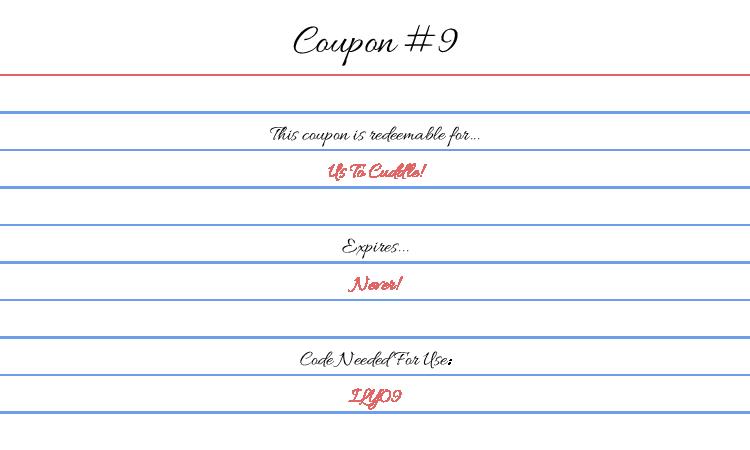 Coupon #9
This coupon is redeemable for...
Us To Cuddle!
Expires...
Never!
Code Needed For Use:
ILY09